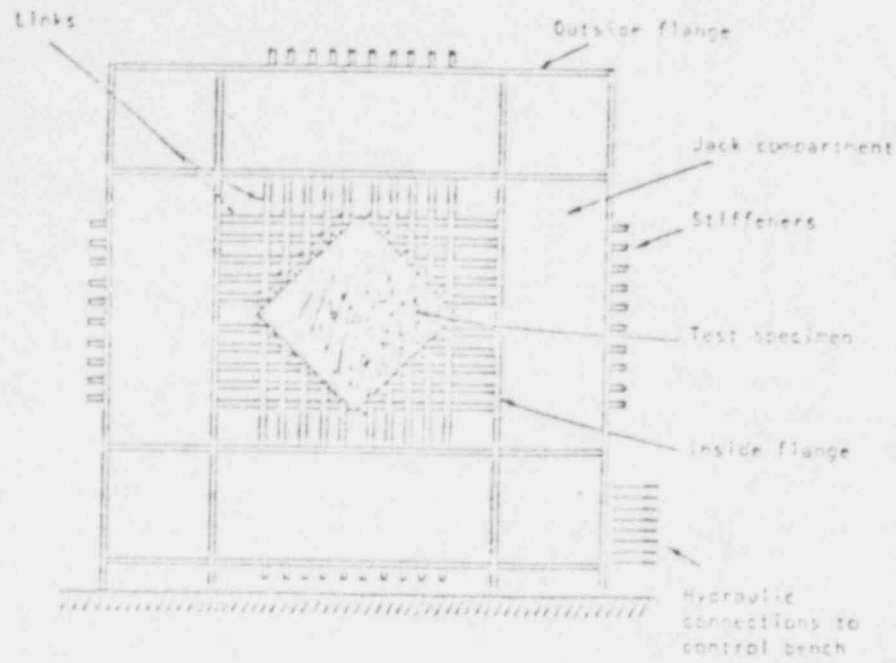 Links
Outside flange
Jack compartment
Stiffeners
Test specimen
Inside flange
Hydraulic
connections to
control bench